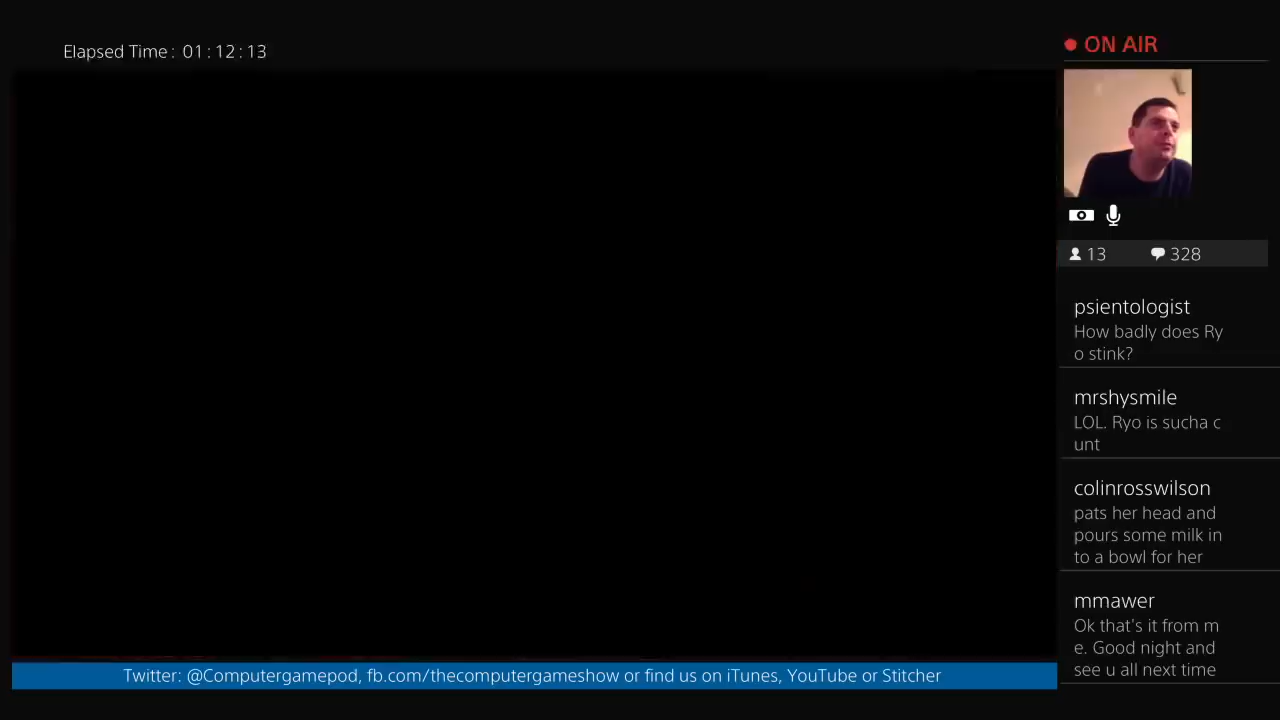 Elapsed Time: 01:12:13
ON AIR
13 328
psientologist
How badly does Ry
o stink?
mrshysmile
LOL. Ryo is sucha c
unt
colinrosswilson
pats her head and
pours some milk in
to a bowl for her
mmawer
Ok that's it from m
e. Good night and
see u all next time
Twitter: @Computergamepod, fb.com/thecomputergameshow or find us on iTunes, YouTube or Stitcher